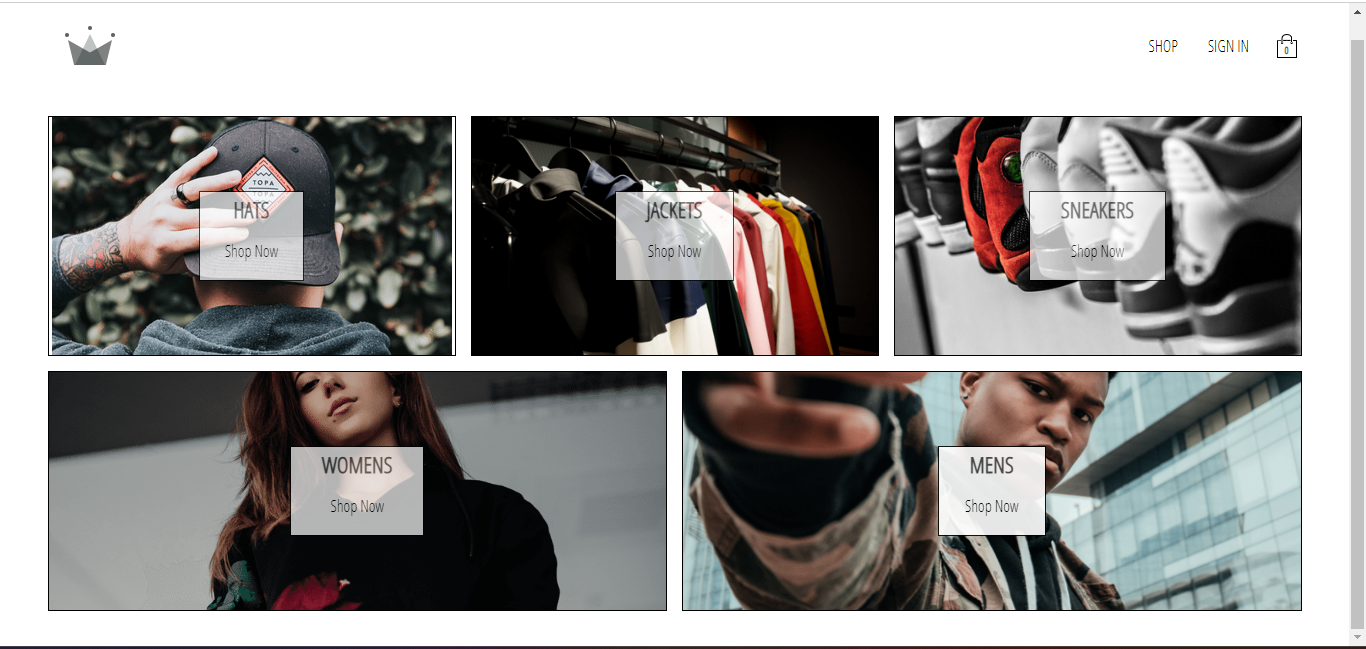 SHOP
SIGN IN
0
TOPA
TOPA
HATS
Shop Now
JACKETS
Shop Now
SNEAKERS
Shop Now
WOMENS
Shop Now
MENS
Shop Now